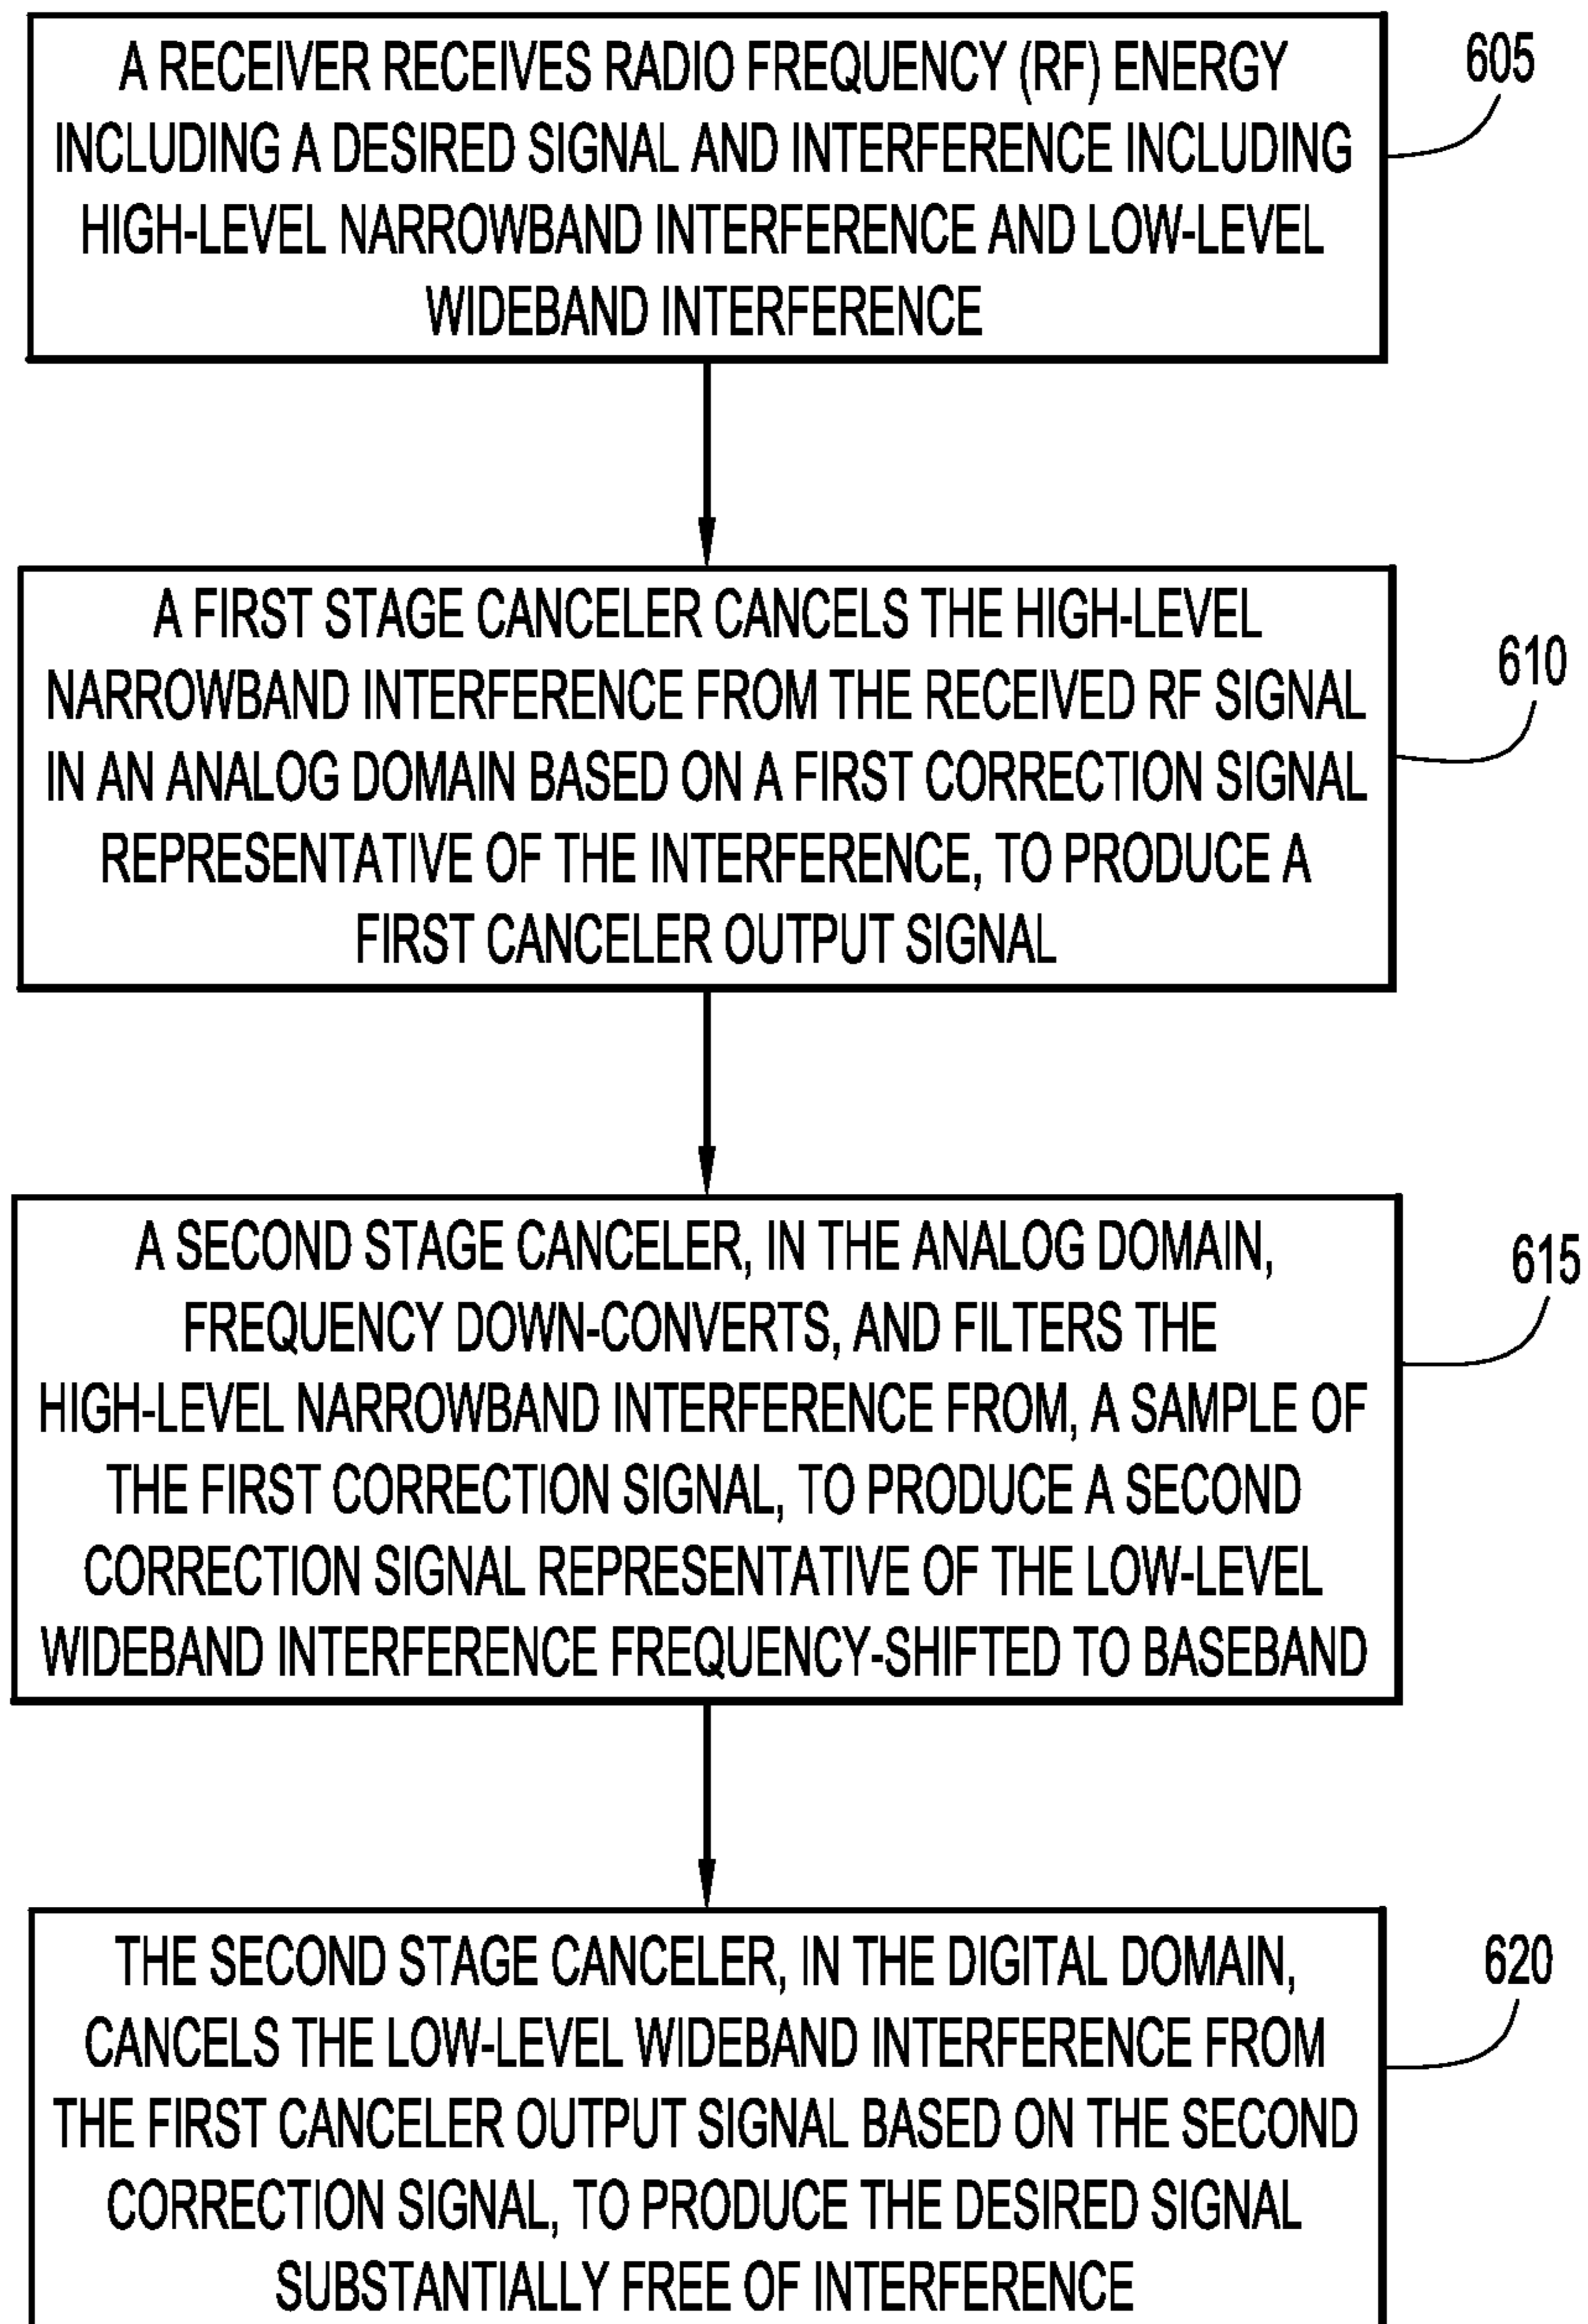 A RECEIVER RECEIVES RADIO FREQUENCY (RF) ENERGY
INCLUDING A DESIRED SIGNAL AND INTERFERENCE INCLUDING
HIGH-LEVEL NARROWBAND INTERFERENCE AND LOW-LEVEL
WIDEBAND INTERFERENCE
605
A FIRST STAGE CANCELER CANCELS THE HIGH-LEVEL
NARROWBAND INTERFERENCE FROM THE RECEIVED RF SIGNAL
IN AN ANALOG DOMAIN BASED ON A FIRST CORRECTION SIGNAL
REPRESENTATIVE OF THE INTERFERENCE, TO PRODUCE A
FIRST CANCELER OUTPUT SIGNAL
610
A SECOND STAGE CANCELER, IN THE ANALOG DOMAIN,
FREQUENCY DOWN-CONVERTS, AND FILTERS THE
HIGH-LEVEL NARROWBAND INTERFERENCE FROM, A SAMPLE OF
THE FIRST CORRECTION SIGNAL, TO PRODUCE A SECOND
CORRECTION SIGNAL REPRESENTATIVE OF THE LOW-LEVEL
WIDEBAND INTERFERENCE FREQUENCY-SHIFTED TO BASEBAND
615
THE SECOND STAGE CANCELER, IN THE DIGITAL DOMAIN,
CANCELS THE LOW-LEVEL WIDEBAND INTERFERENCE FROM
THE FIRST CANCELER OUTPUT SIGNAL BASED ON THE SECOND
CORRECTION SIGNAL, TO PRODUCE THE DESIRED SIGNAL
SUBSTANTIALLY FREE OF INTERFERENCE
620